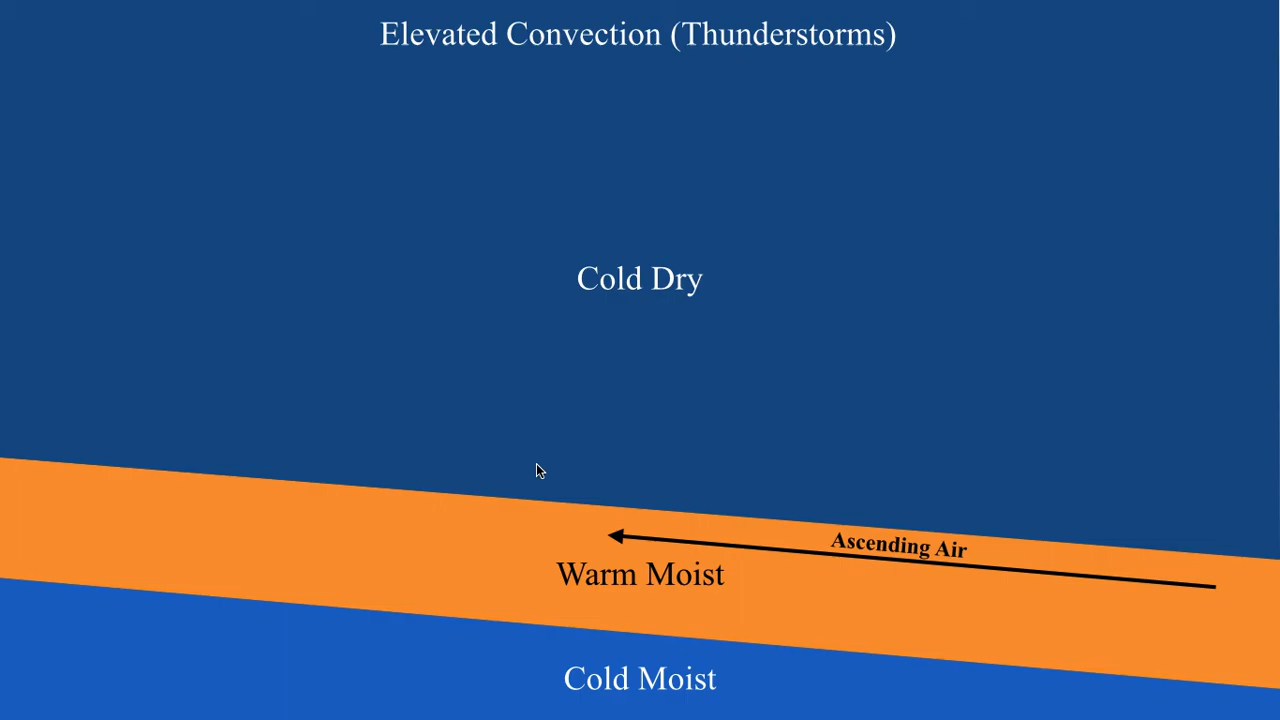 Elevated Convection (Thunderstorms)
Cold Dry
Ascending Air
Warm Moist
Cold Moist